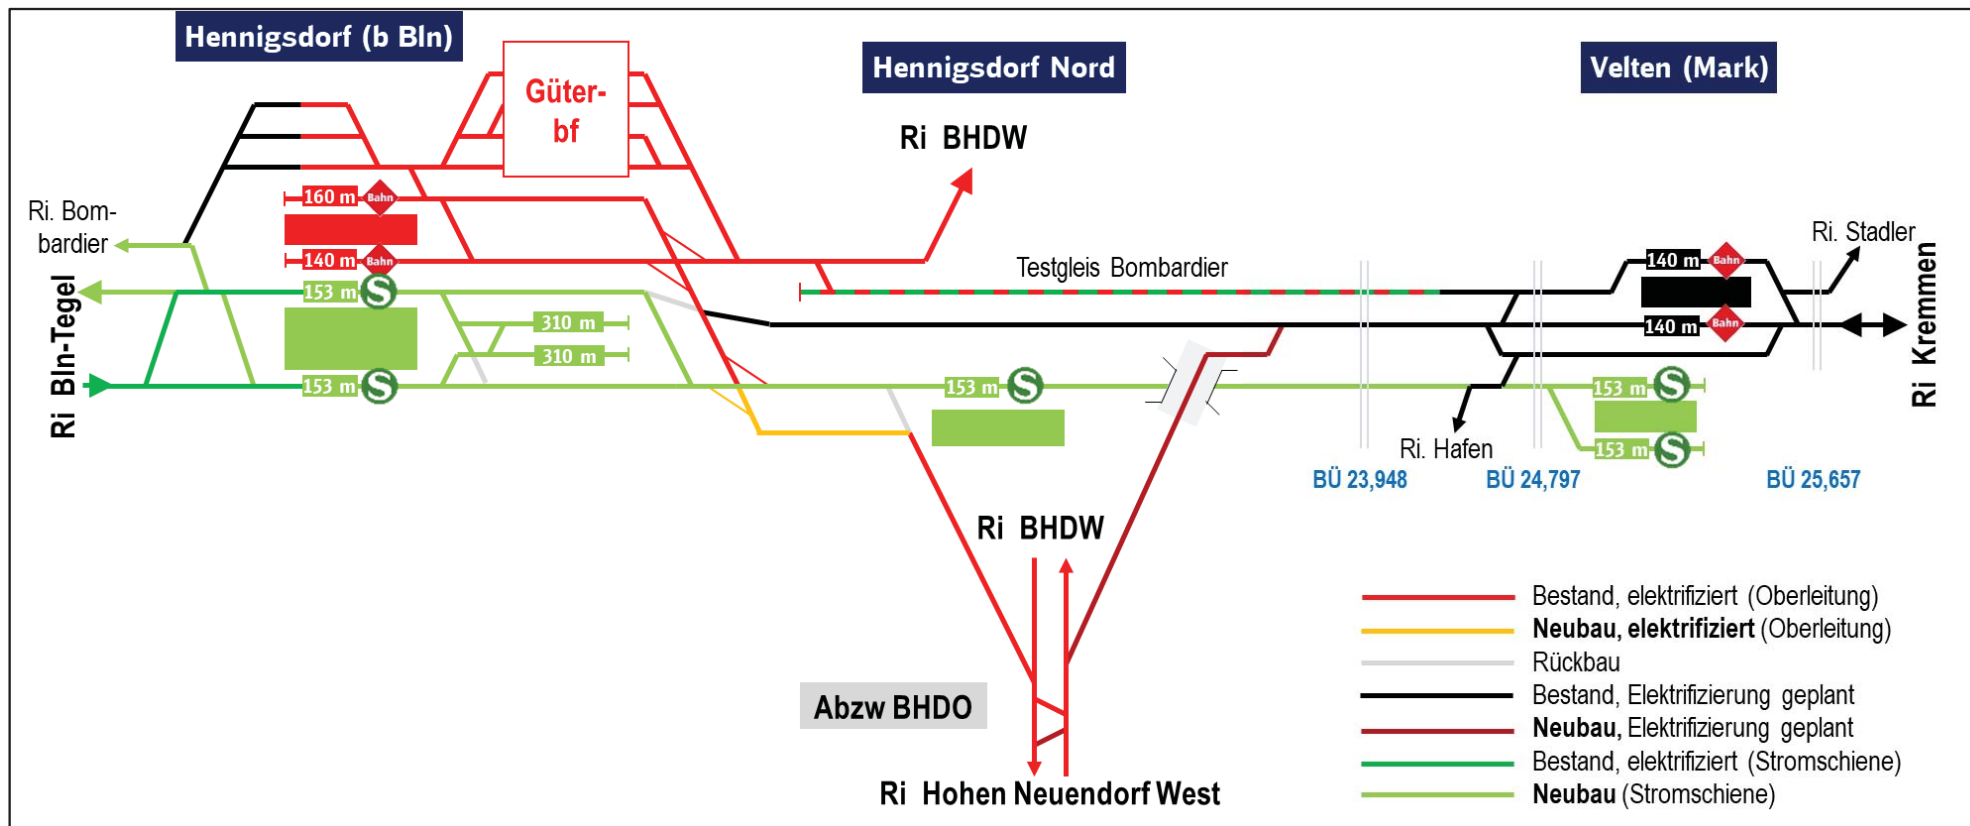 Hennigsdorf (b Bln)
Hennigsdorf Nord
Velten (Mark)
Güter-
bf
Ri BHDW
160 m
Bahn
Ri. Bom-
bardier
140 m
Bahn
Testgleis Bombardier
140 m
Bahn
Ri. Stadler
Ri Bln-Tegel
153 m
S
310 m
310 m
140 m
Bahn
Ri Kremmen
153 m
S
153 m
S
153 m
S
Ri. Hafen
153 m
S
BÜ 23,948
BÜ 24,797
BÜ 25,657
Ri BHDW
Abzw BHDO
Ri Hohen Neuendorf West
Bestand, elektrifiziert (Oberleitung)
Neubau, elektrifiziert (Oberleitung)
Rückbau
Bestand, Elektrifizierung geplant
Neubau, Elektrifizierung geplant
Bestand, elektrifiziert (Stromschiene)
Neubau (Stromschiene)